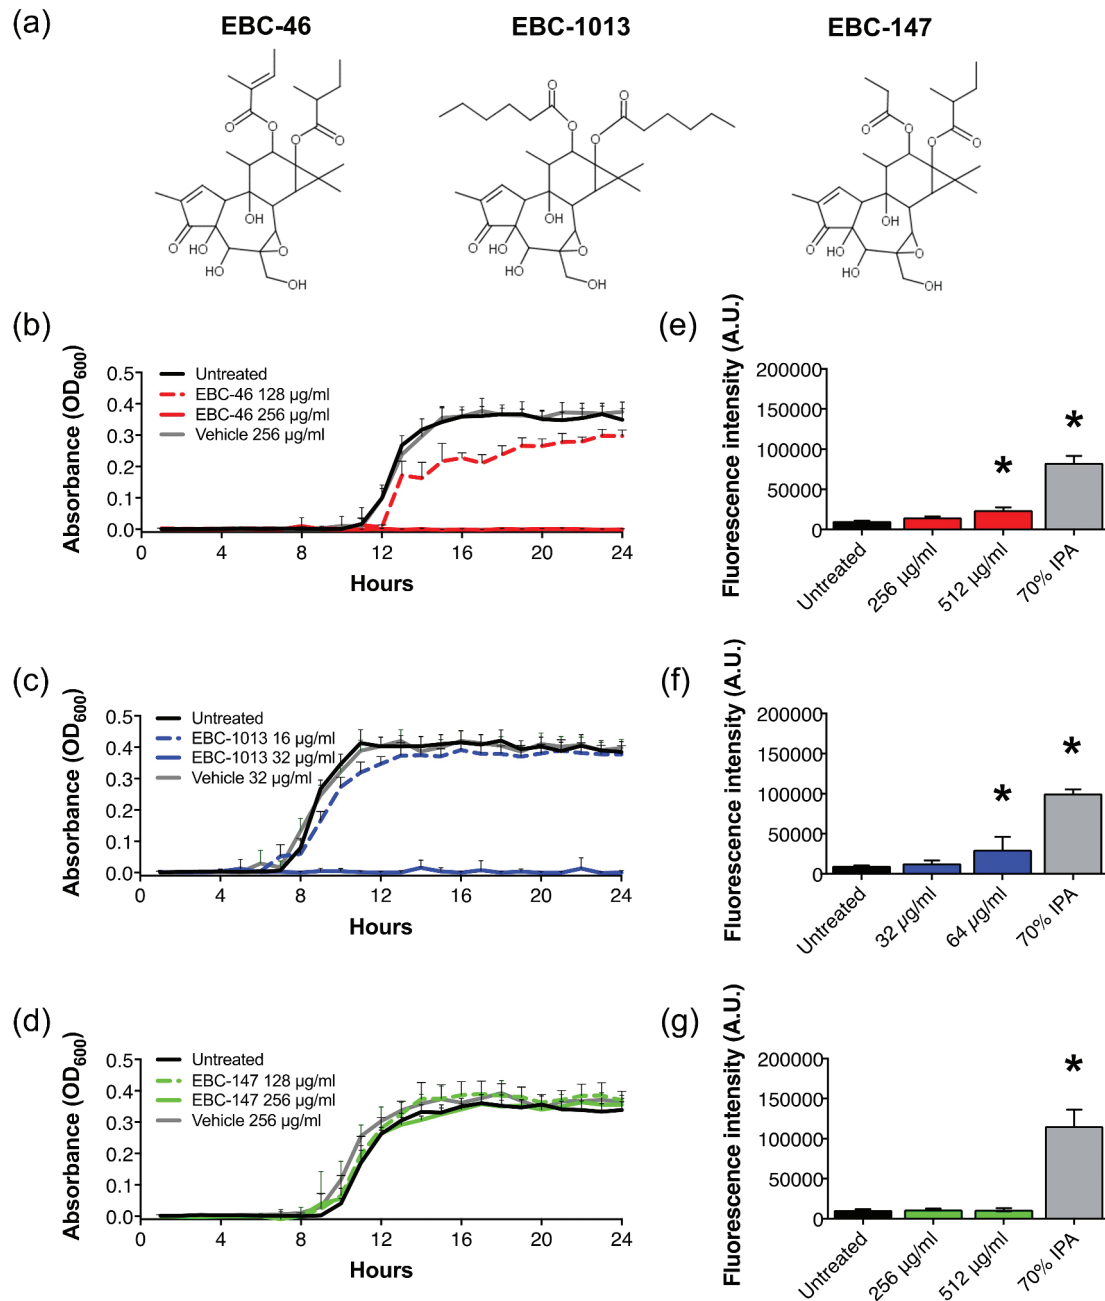 (a)
EBC-46
EBC-1013
EBC-147
O
O
O
O
OH
O
HO
HO
O
OH
O
O
O
O
OH
O
HO
HO
O
OH
O
O
O
O
OH
O
HO
HO
O
OH
(b)
Absorbance (OD600)
0.5
0.4
0.3
0.2
0.1
0.0
Untreated
EBC-46 128 µg/ml
EBC-46 256 µg/ml
Vehicle 256 µg/ml
0 4 8 12 16 20 24
Hours
(e)
Fluorescence intensity (A.U.)
200000
150000
100000
50000
0
*
*
Untreated
256 µg/ml
512 µg/ml
70% IPA
(c)
Absorbance (OD600)
0.5
0.4
0.3
0.2
0.1
0.0
Untreated
EBC-1013 16 µg/ml
EBC-1013 32 µg/ml
Vehicle 32 µg/ml
0 4 8 12 16 20 24
Hours
(f)
Fluorescence intensity (A.U.)
200000
150000
100000
50000
0
*
*
Untreated
32 µg/ml
64 µg/ml
70% IPA
(d)
Absorbance (OD600)
0.5
0.4
0.3
0.2
0.1
0.0
Untreated
EBC-147 128 µg/ml
EBC-147 256 µg/ml
Vehicle 256 µg/ml
0 4 8 12 16 20 24
Hours
(g)
Fluorescence intensity (A.U.)
200000
150000
100000
50000
0
*
Untreated
256 µg/ml
512 µg/ml
70% IPA